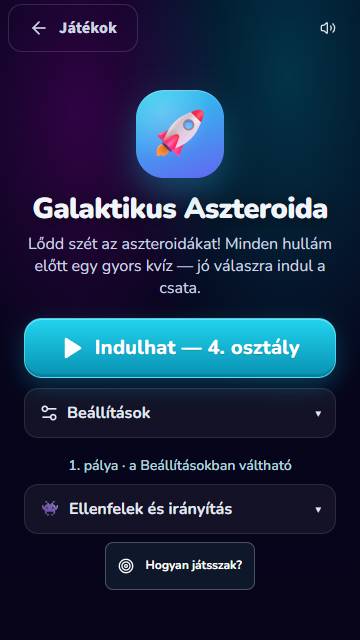 Játékok
Galaktikus Aszteroida
Lődd szét az aszteroidákat! Minden hullám
előtt egy gyors kvíz — jó válaszra indul a
csata.
Indulhat — 4. osztály
Beállítások
1. pálya · a Beállításokban váltható
Ellenfelek és irányítás
Hogyan játsszak?